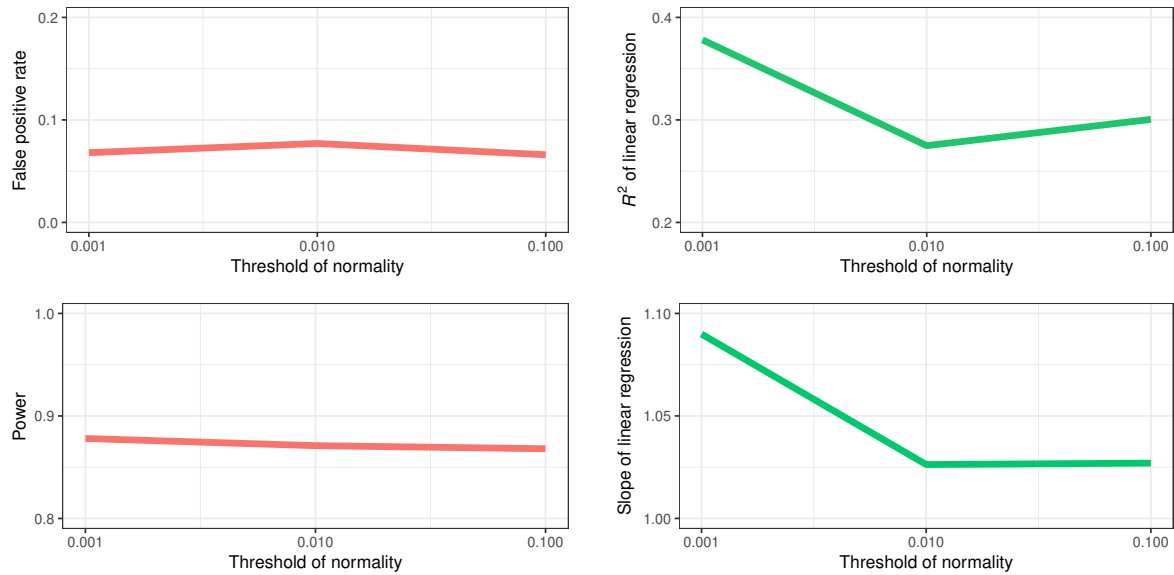 False positive rate
0.2
0.1
0.0
0.001 0.010 0.100
Threshold of normality
R² of linear regression
0.4
0.3
0.2
0.001 0.010 0.100
Threshold of normality
Power
1.0
0.9
0.8
0.001 0.010 0.100
Threshold of normality
Slope of linear regression
1.10
1.05
1.00
0.001 0.010 0.100
Threshold of normality